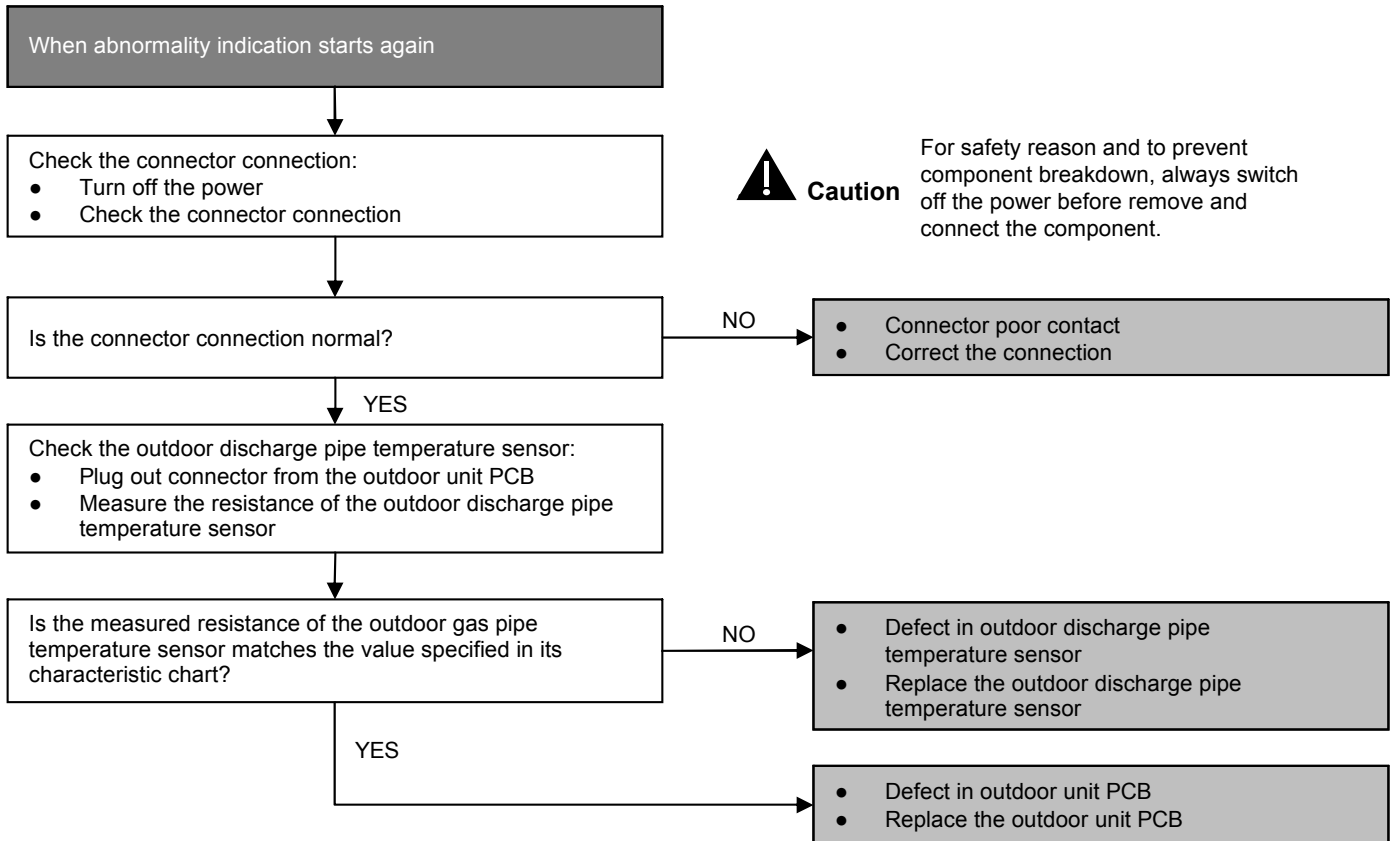 When abnormality indication starts again
Check the connector connection:
● Turn off the power
● Check the connector connection
Caution
For safety reason and to prevent
component breakdown, always switch
off the power before remove and
connect the component.
Is the connector connection normal?
NO
● Connector poor contact
● Correct the connection
YES
Check the outdoor discharge pipe temperature sensor:
● Plug out connector from the outdoor unit PCB
● Measure the resistance of the outdoor discharge pipe
temperature sensor
Is the measured resistance of the outdoor gas pipe
temperature sensor matches the value specified in its
characteristic chart?
NO
● Defect in outdoor discharge pipe
temperature sensor
● Replace the outdoor discharge pipe
temperature sensor
YES
● Defect in outdoor unit PCB
● Replace the outdoor unit PCB